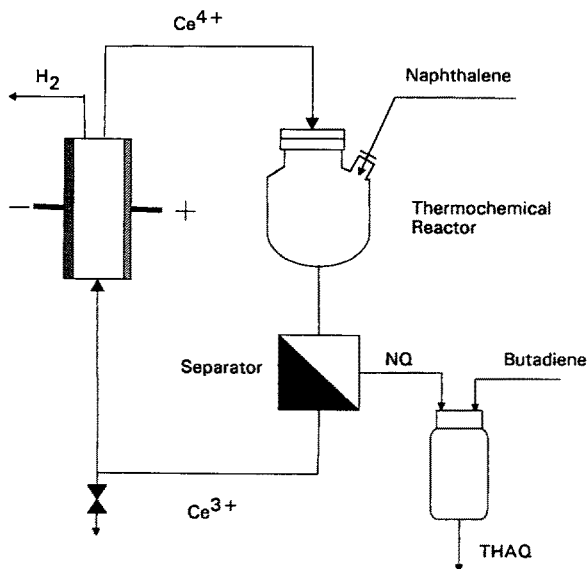 Ce4+
H2
Naphthalene
− +
Thermochemical
Reactor
Separator
NQ
Butadiene
Ce3+
THAQ